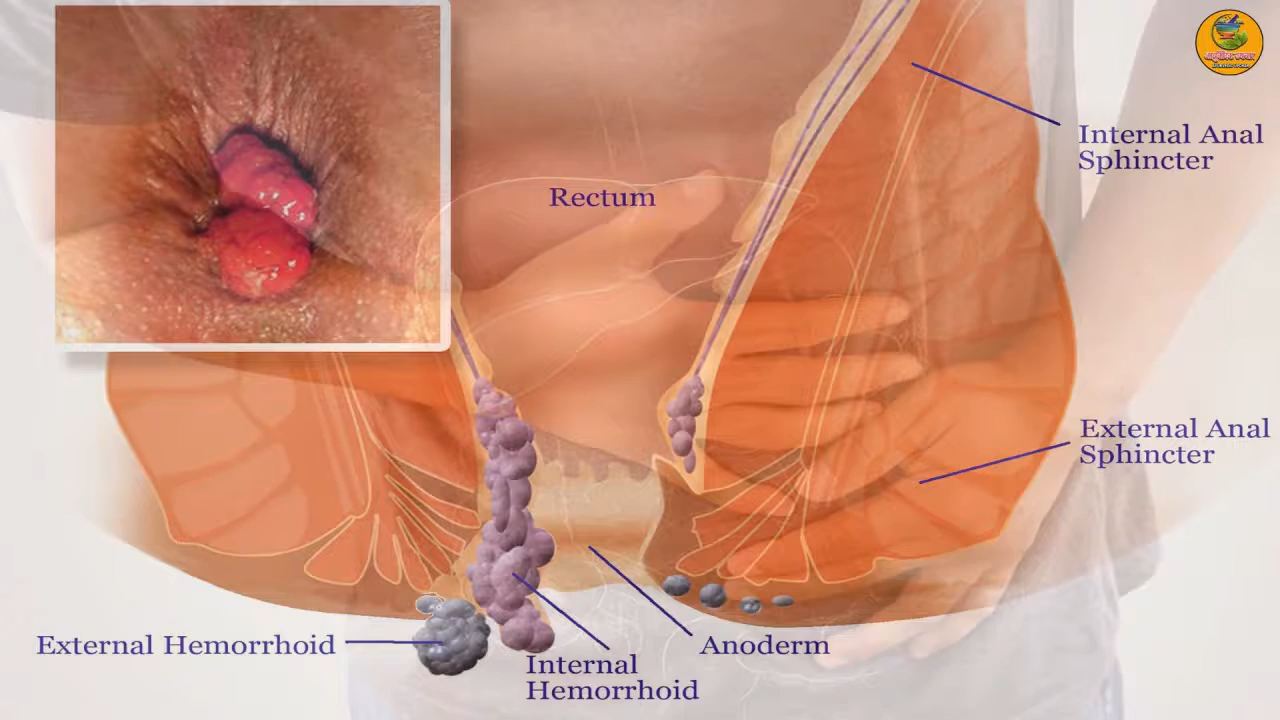 Rectum
Internal Anal
Sphincter
External Anal
Sphincter
External Hemorrhoid
Internal
Hemorrhoid
Anoderm